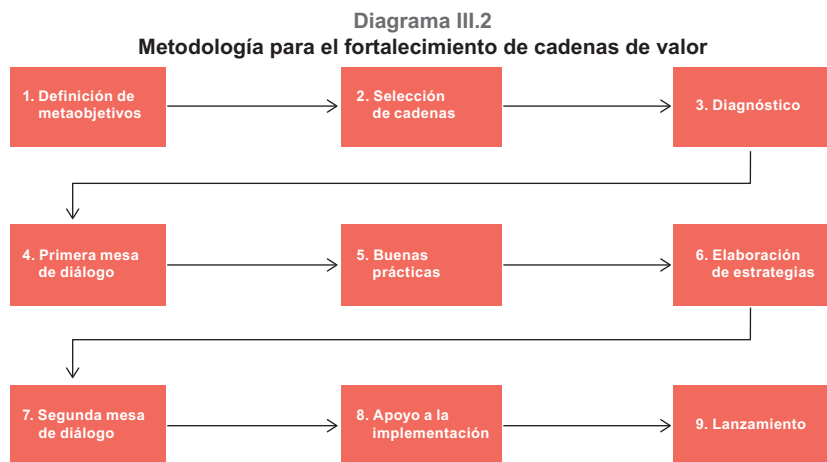 Diagrama III.2
Metodología para el fortalecimiento de cadenas de valor
1. Definición de
metaobjetivos
2. Selección
de cadenas
3. Diagnóstico
4. Primera mesa
de diálogo
5. Buenas
prácticas
6. Elaboración
de estrategias
7. Segunda mesa
de diálogo
8. Apoyo a la
implementación
9. Lanzamiento